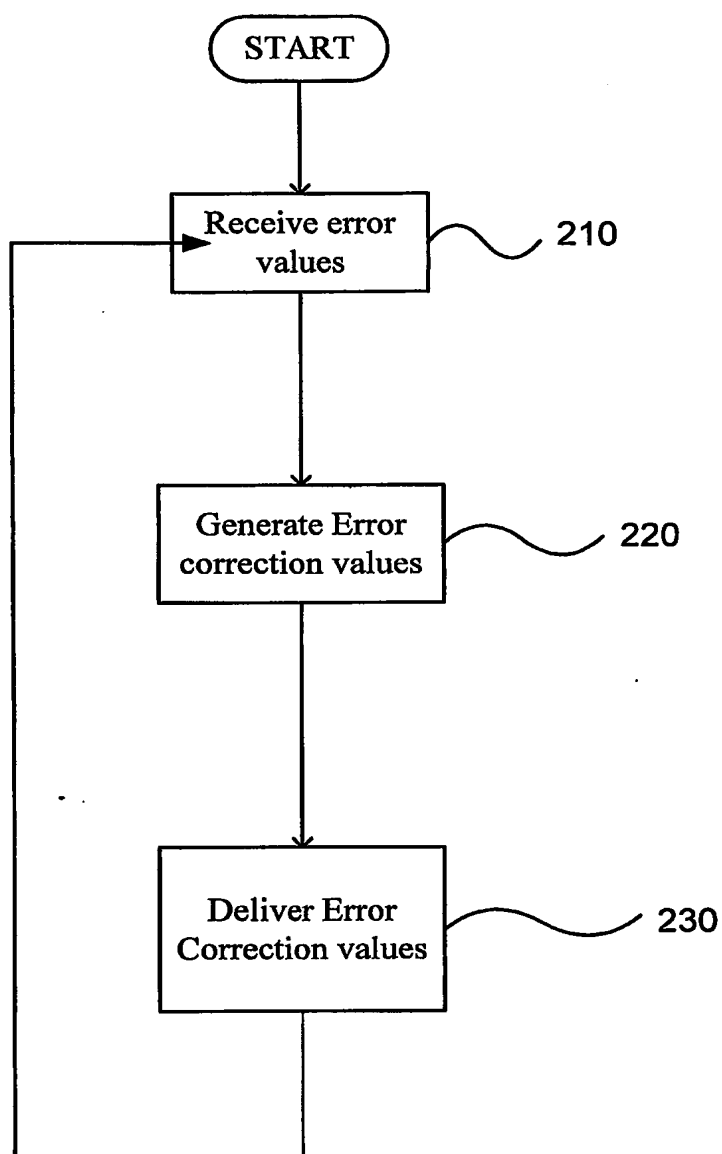 START
Receive error
values
210
Generate Error
correction values
220
Deliver Error
Correction values
230